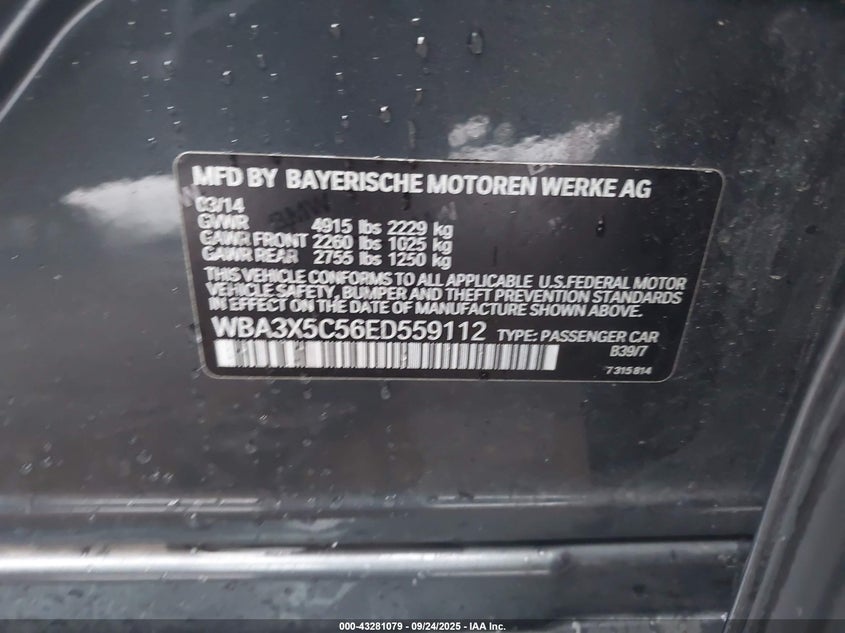 MFD BY BAYERISCHE MOTOREN WERKE AG
03/14
GVWR 4915 lbs 2229 kg
GAWR FRONT 2260 lbs 1025 kg
GAWR REAR 2755 lbs 1250 kg
THIS VEHICLE CONFORMS TO ALL APPLICABLE U.S.FEDERAL MOTOR
VEHICLE SAFETY, BUMPER AND THEFT PREVENTION STANDARDS
IN EFFECT ON THE DATE OF MANUFACTURE SHOWN ABOVE.
WBA3X5C56ED559112 TYPE: PASSENGER CAR
B39/7
7 315 814
000-43281079 - 09/24/2025 - IAA Inc.